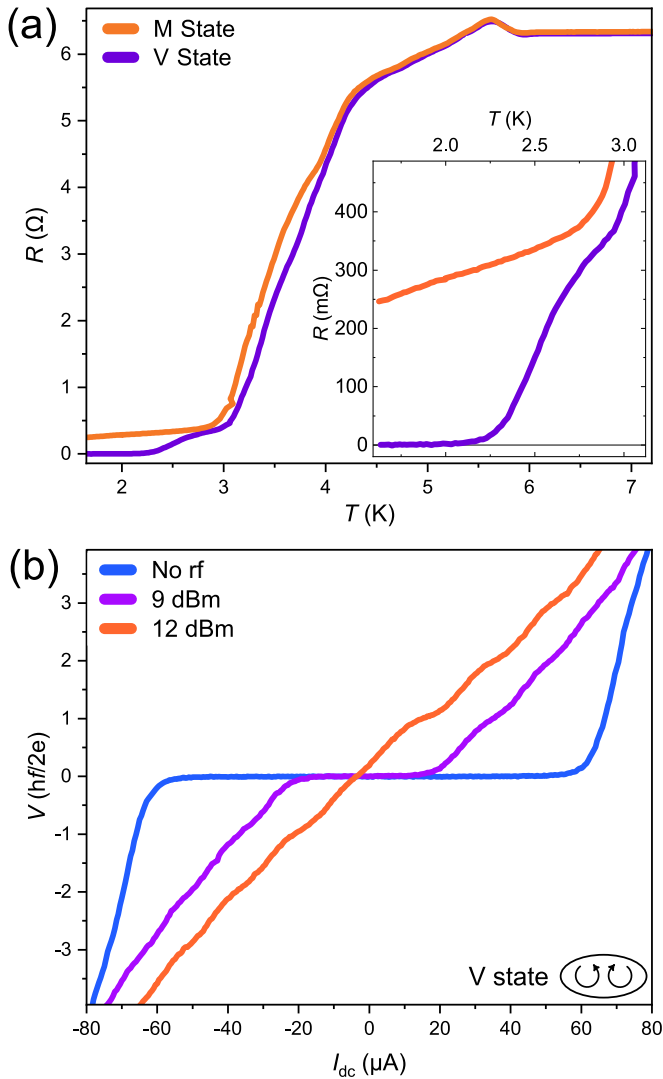 (a)
M State
V State
R (Ω)
6
5
4
3
2
1
0
2
3
4
5
6
7
T (K)
T (K)
2.0
2.5
3.0
R (mΩ)
400
300
200
100
0
(b)
No rf
9 dBm
12 dBm
V (hf/2e)
3
2
1
0
-1
-2
-3
V state
-80
-60
-40
-20
0
20
40
60
80
Idc (μA)